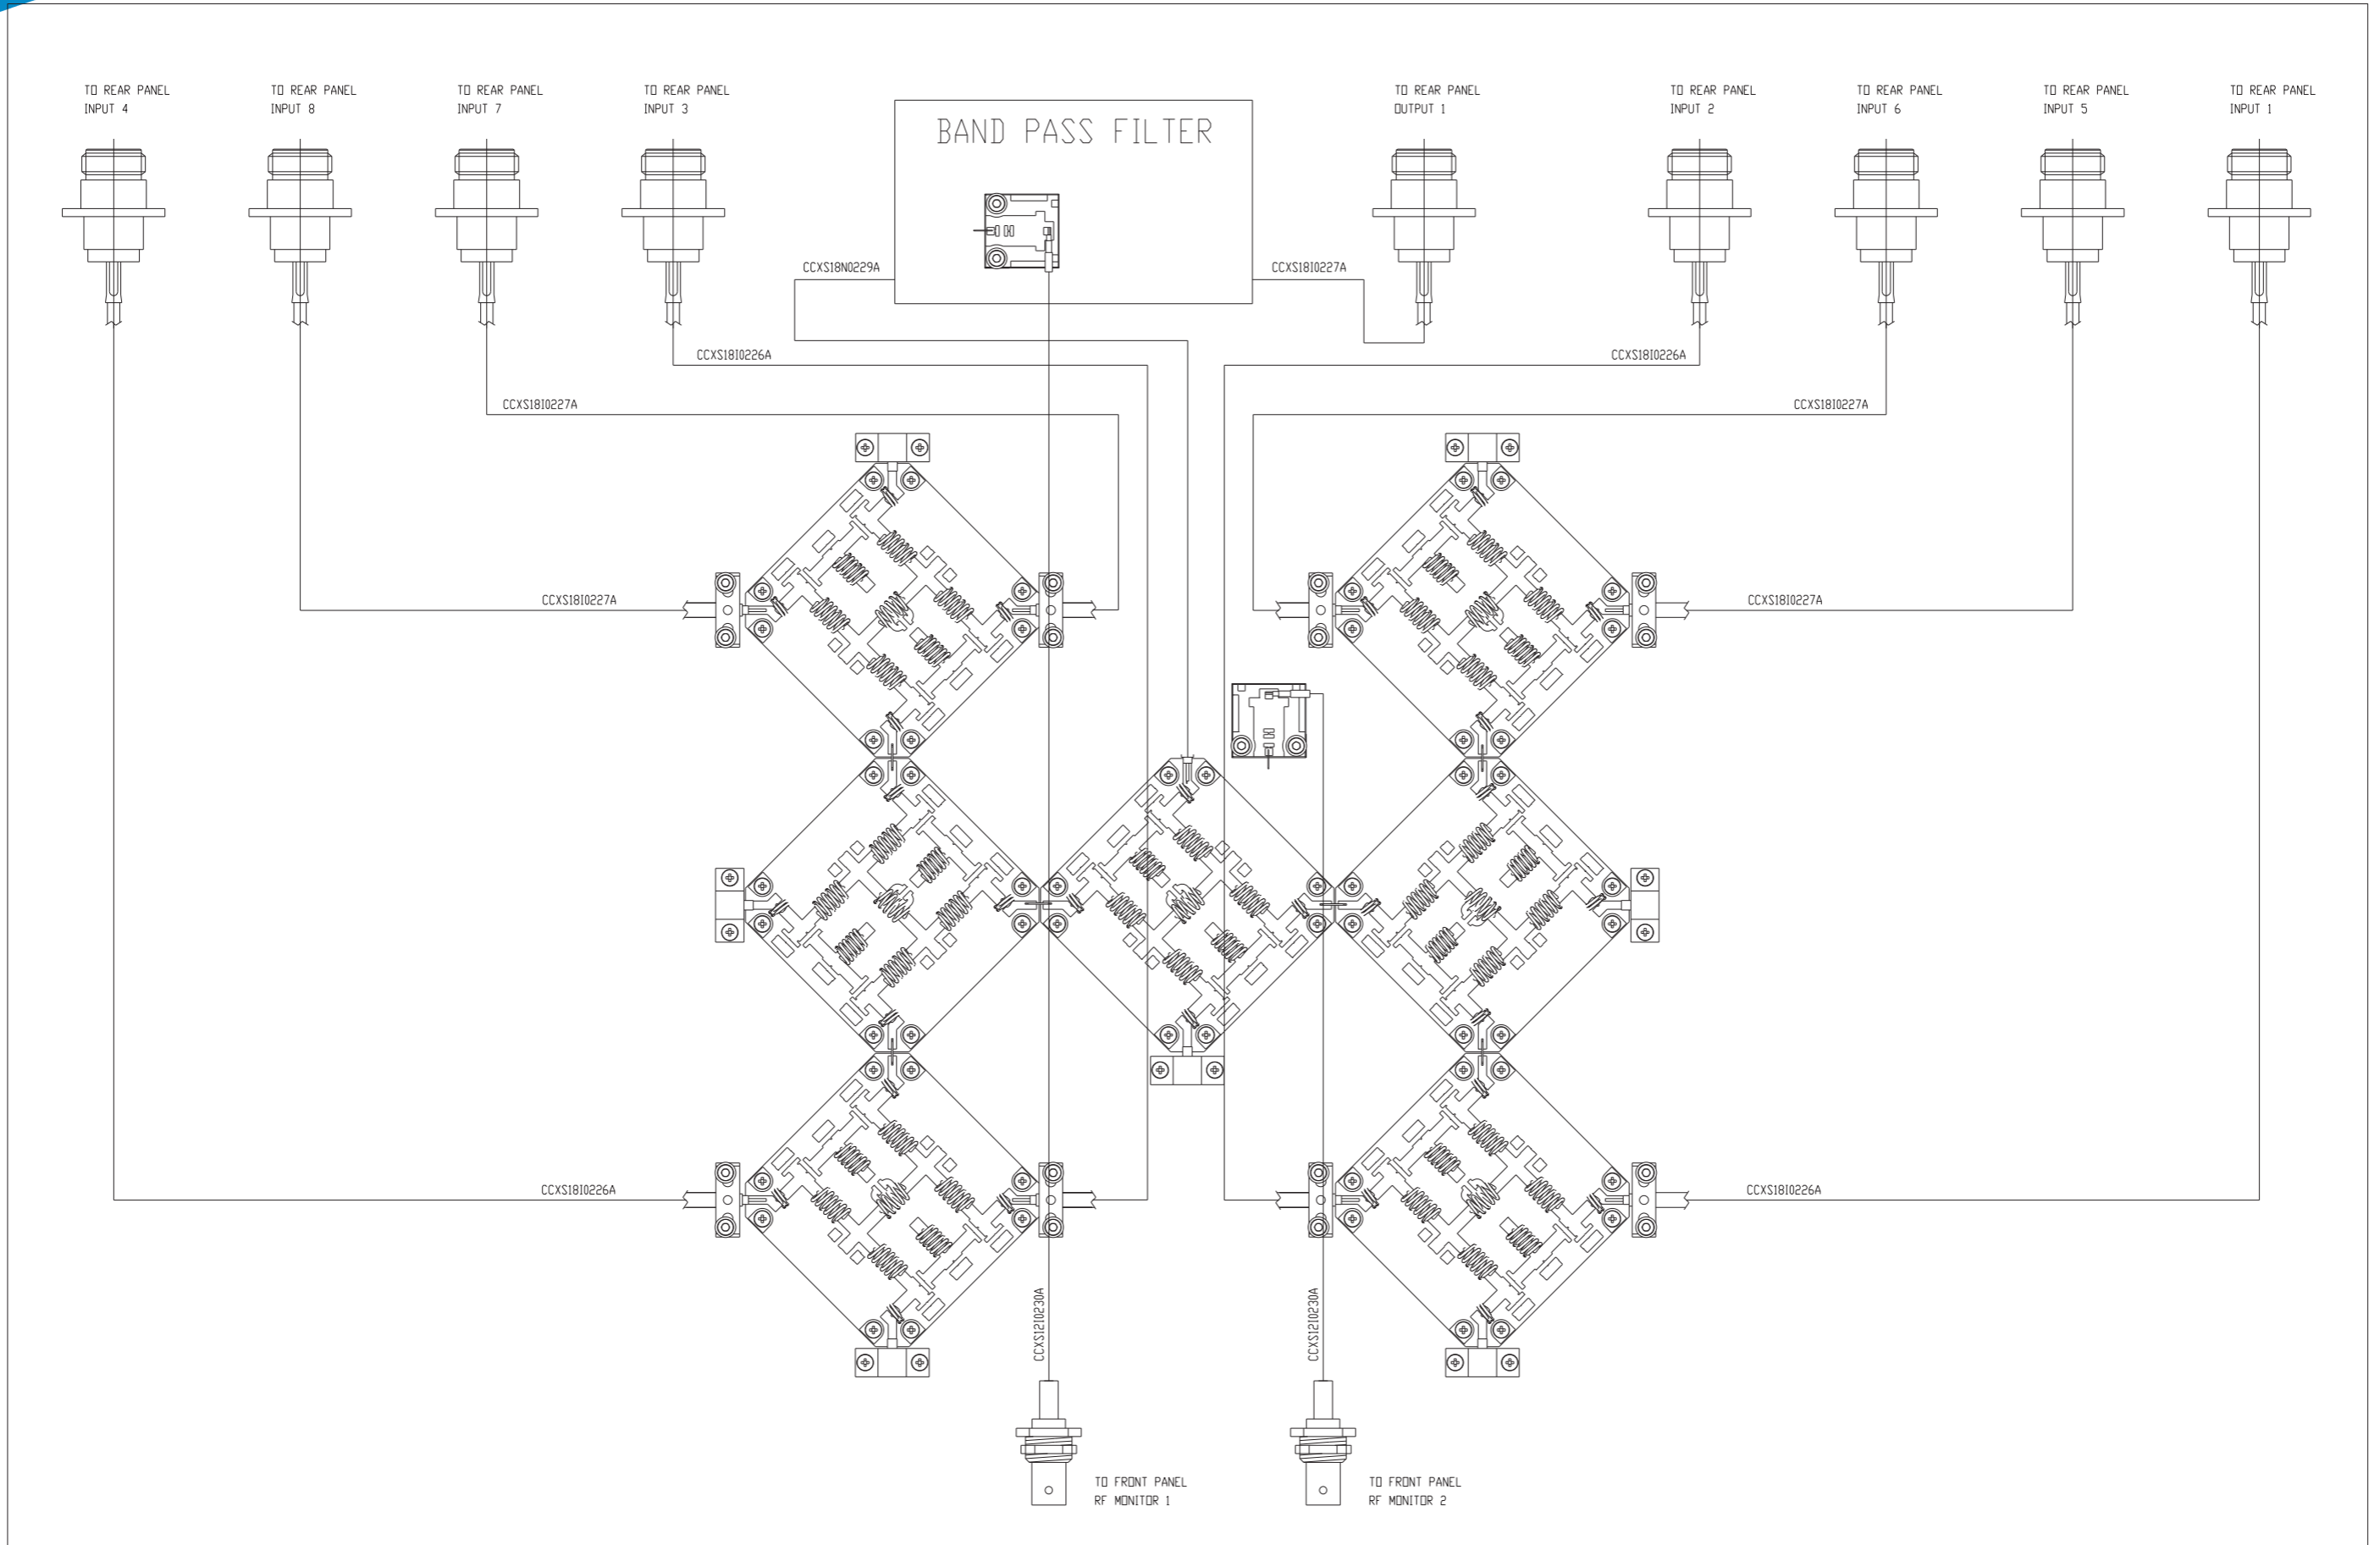 TO REAR PANEL
INPUT 4
TO REAR PANEL
INPUT 8
TO REAR PANEL
INPUT 7
TO REAR PANEL
INPUT 3
BAND PASS FILTER
TO REAR PANEL
OUTPUT 1
TO REAR PANEL
INPUT 2
TO REAR PANEL
INPUT 6
TO REAR PANEL
INPUT 5
TO REAR PANEL
INPUT 1
CCXS18N0229A
CCXS18I0227A
CCXS18I0226A
CCXS18I0226A
CCXS18I0227A
CCXS18I0227A
CCXS18I0227A
CCXS18I0227A
CCXS18I0226A
CCXS18I0226A
CCXS12I0230A
CCXS12I0230A
TO FRONT PANEL
RF MONITOR 1
TO FRONT PANEL
RF MONITOR 2